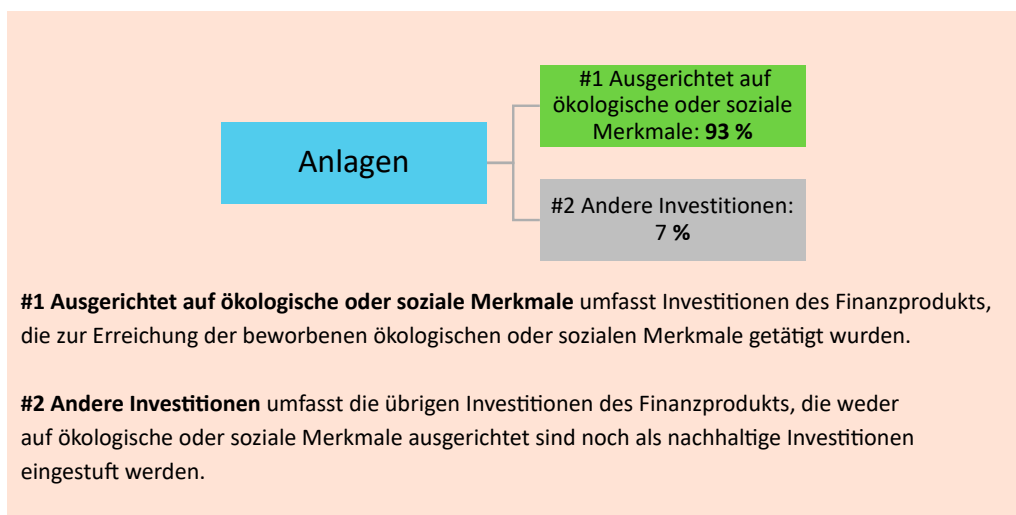 #1 Ausgerichtet auf
ökologische oder soziale
Merkmale: 93 %
Anlagen
#2 Andere Investitionen:
7 %
#1 Ausgerichtet auf ökologische oder soziale Merkmale umfasst Investitionen des Finanzprodukts,
die zur Erreichung der beworbenen ökologischen oder sozialen Merkmale getätigt wurden.
#2 Andere Investitionen umfasst die übrigen Investitionen des Finanzprodukts, die weder
auf ökologische oder soziale Merkmale ausgerichtet sind noch als nachhaltige Investitionen
eingestuft werden.